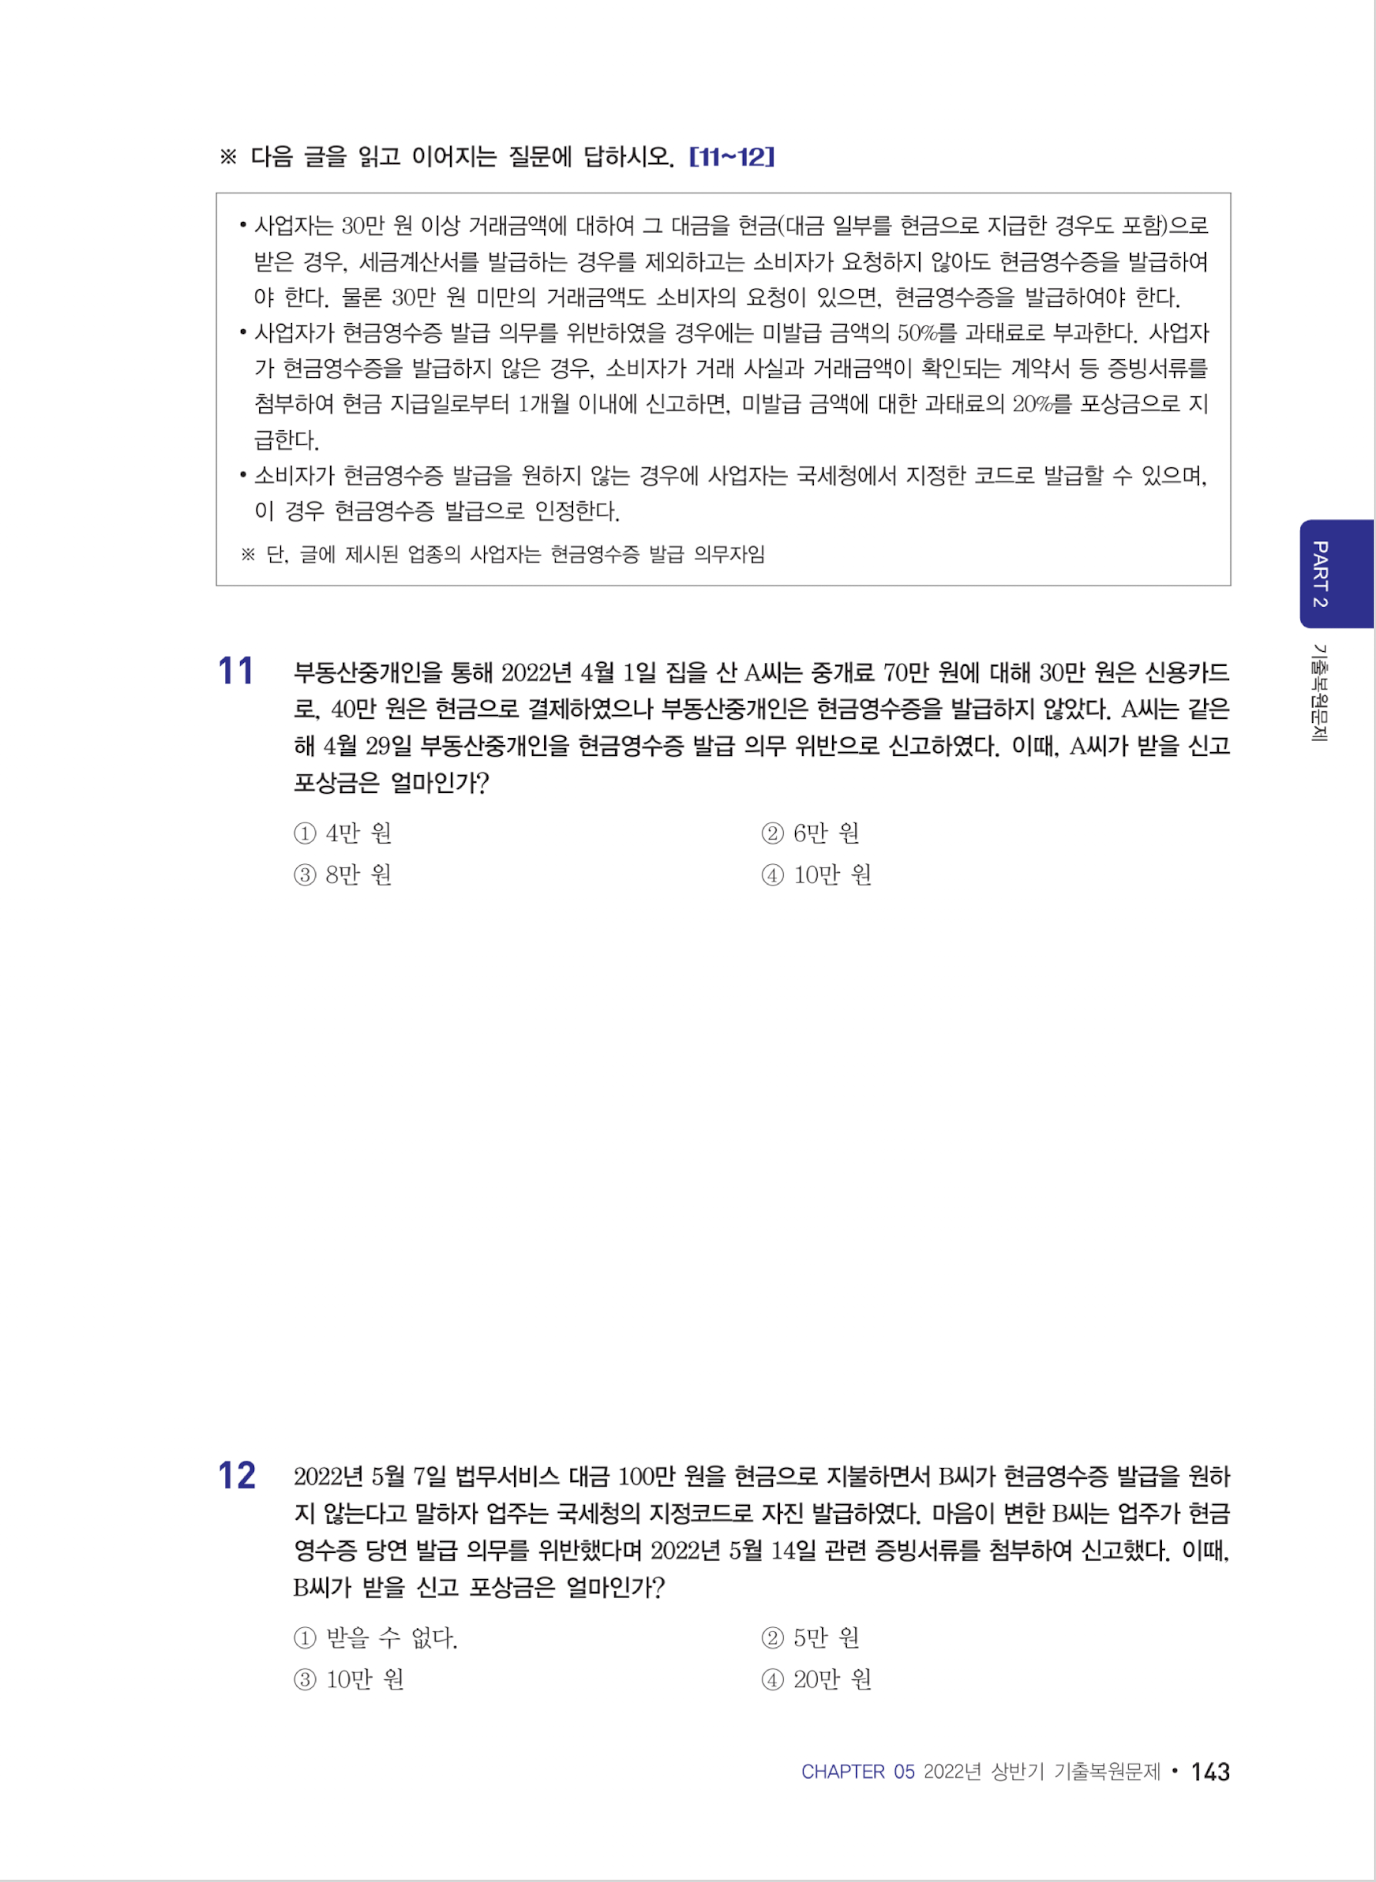 ※ 다음 글을 읽고 이어지는 질문에 답하시오. [11~12]
• 사업자는 30만 원 이상 거래금액에 대하여 그 대금을 현금(대금 일부를 현금으로 지급한 경우도 포함)으로
받은 경우, 세금계산서를 발급하는 경우를 제외하고는 소비자가 요청하지 않아도 현금영수증을 발급하여
야 한다. 물론 30만 원 미만의 거래금액도 소비자의 요청이 있으면, 현금영수증을 발급하여야 한다.
• 사업자가 현금영수증 발급 의무를 위반하였을 경우에는 미발급 금액의 50%를 과태료로 부과한다. 사업자
가 현금영수증을 발급하지 않은 경우, 소비자가 거래 사실과 거래금액이 확인되는 계약서 등 증빙서류를
첨부하여 현금 지급일로부터 1개월 이내에 신고하면, 미발급 금액에 대한 과태료의 20%를 포상금으로 지
급한다.
• 소비자가 현금영수증 발급을 원하지 않는 경우에 사업자는 국세청에서 지정한 코드로 발급할 수 있으며,
이 경우 현금영수증 발급으로 인정한다.
※ 단, 글에 제시된 업종의 사업자는 현금영수증 발급 의무자임
PART 2
기출복원문제
11 부동산중개인을 통해 2022년 4월 1일 집을 산 A씨는 중개료 70만 원에 대해 30만 원은 신용카드
로, 40만 원은 현금으로 결제하였으나 부동산중개인은 현금영수증을 발급하지 않았다. A씨는 같은
해 4월 29일 부동산중개인을 현금영수증 발급 의무 위반으로 신고하였다. 이때, A씨가 받을 신고
포상금은 얼마인가?
① 4만 원 ② 6만 원
③ 8만 원 ④ 10만 원
12 2022년 5월 7일 법무서비스 대금 100만 원을 현금으로 지불하면서 B씨가 현금영수증 발급을 원하
지 않는다고 말하자 업주는 국세청의 지정코드로 자진 발급하였다. 마음이 변한 B씨는 업주가 현금
영수증 당연 발급 의무를 위반했다며 2022년 5월 14일 관련 증빙서류를 첨부하여 신고했다. 이때,
B씨가 받을 신고 포상금은 얼마인가?
① 받을 수 없다. ② 5만 원
③ 10만 원 ④ 20만 원
CHAPTER 05 2022년 상반기 기출복원문제 • 143